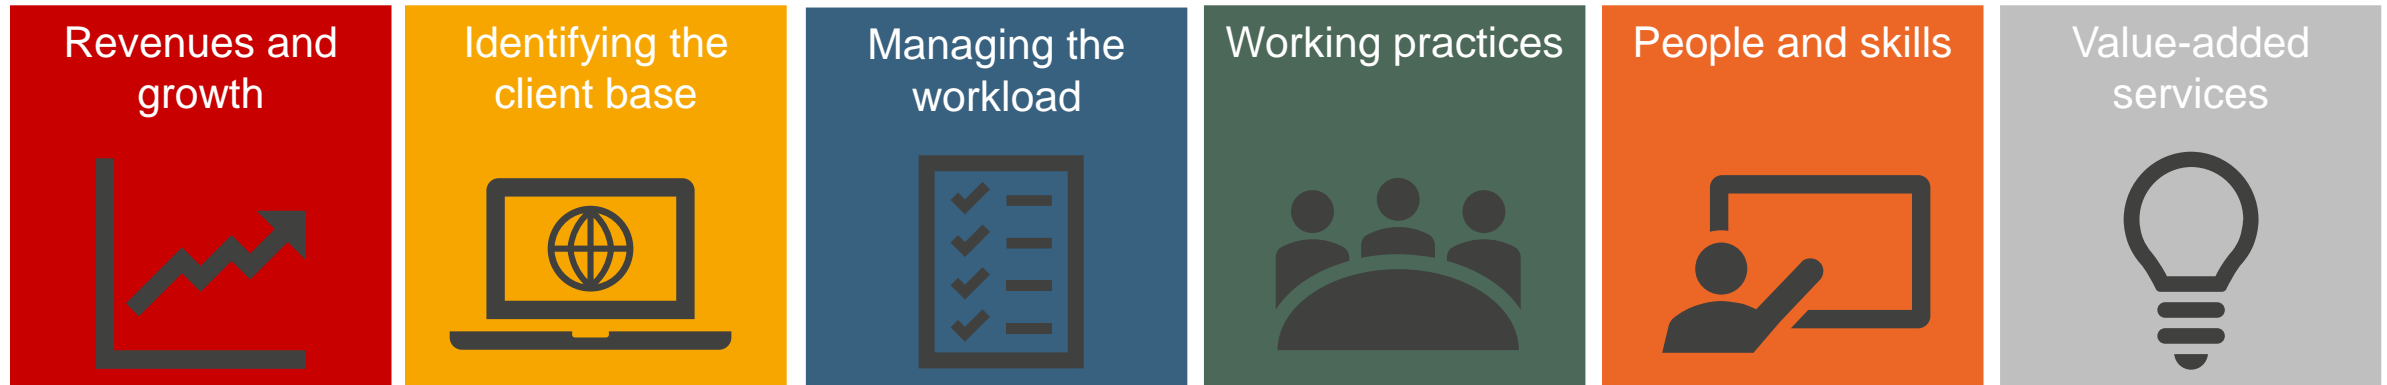 Revenues and
growth
Identifying the
client base
Managing the
workload
Working practices
People and skills
Value-added
services